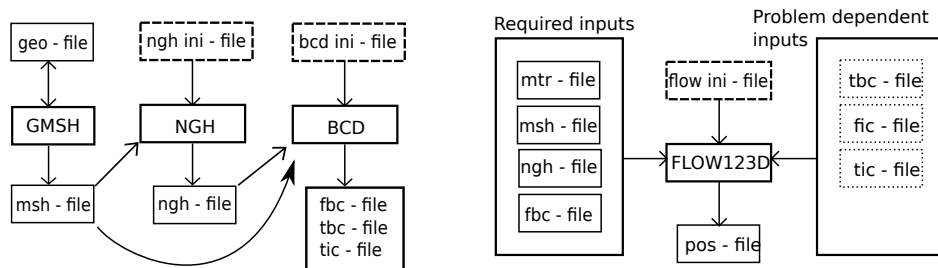 geo - file
ngh ini - file
bcd ini - file
GMSH
NGH
BCD
msh - file
ngh - file
fbc - file
tbc - file
tic - file
Required inputs
mtr - file
msh - file
ngh - file
fbc - file
flow ini - file
FLOW123D
pos - file
Problem dependent
inputs
tbc - file
fic - file
tic - file